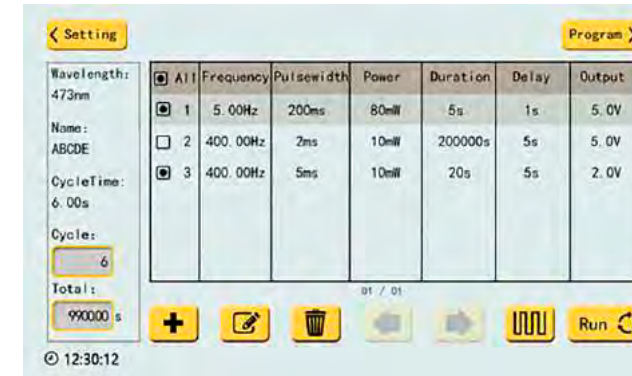 Setting
Program
Wavelength:
473nm
Name:
ABCDE
CycleTime:
6.00s
Cycle:
6
Total:
99000 s
All Frequency Pulsewidth Power Duration Delay Output
1 5.00Hz 200ms 80mW 5s 1s 5.0V
2 400.00Hz 2ms 10mW 200000s 5s 5.0V
3 400.00Hz 5ms 10mW 20s 5s 2.0V
01 / 01
Run
12:30:12